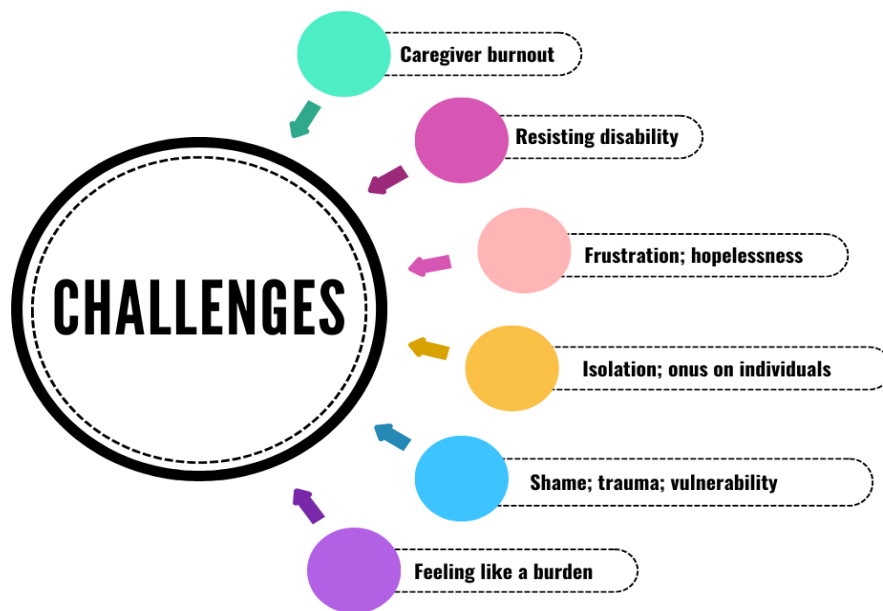 Caregiver burnout
Resisting disability
Frustration; hopelessness
CHALLENGES
Isolation; onus on individuals
Shame; trauma; vulnerability
Feeling like a burden